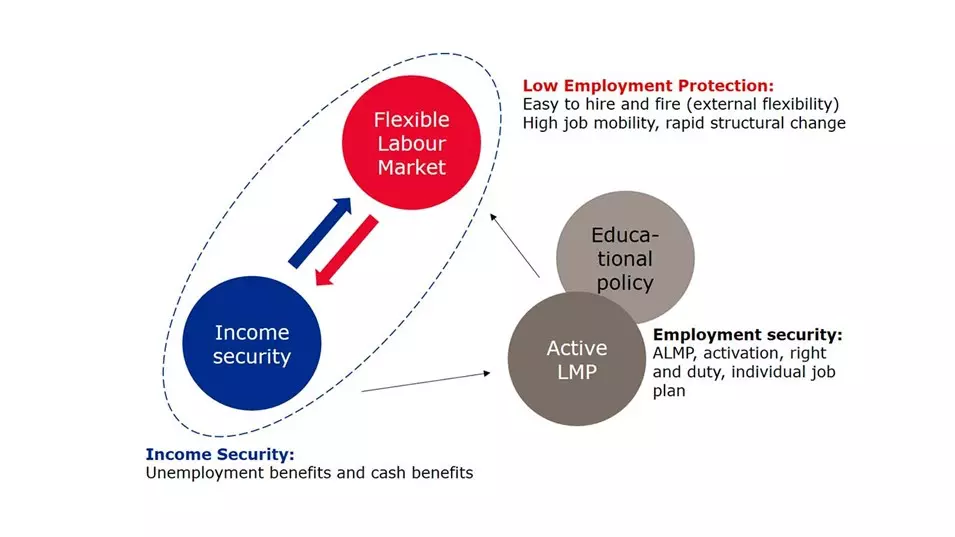 Flexible
Labour
Market
Low Employment Protection:
Easy to hire and fire (external flexibility)
High job mobility, rapid structural change
Educa-
tional
policy
Income
security
Active
LMP
Employment security:
ALMP, activation, right
and duty, individual job
plan
Income Security:
Unemployment benefits and cash benefits